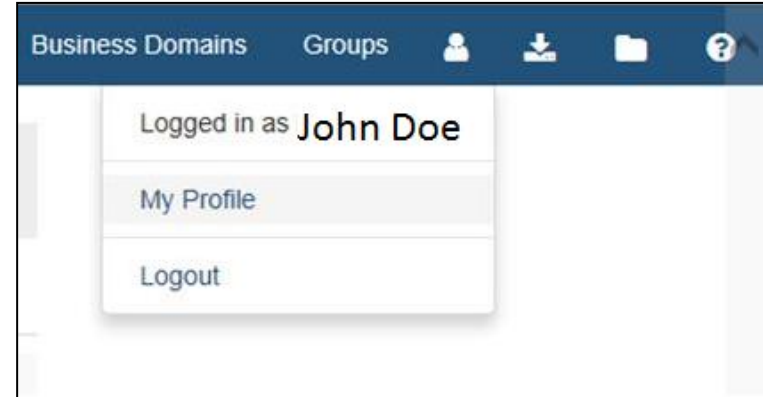 Business Domains Groups
Logged in as John Doe
My Profile
Logout